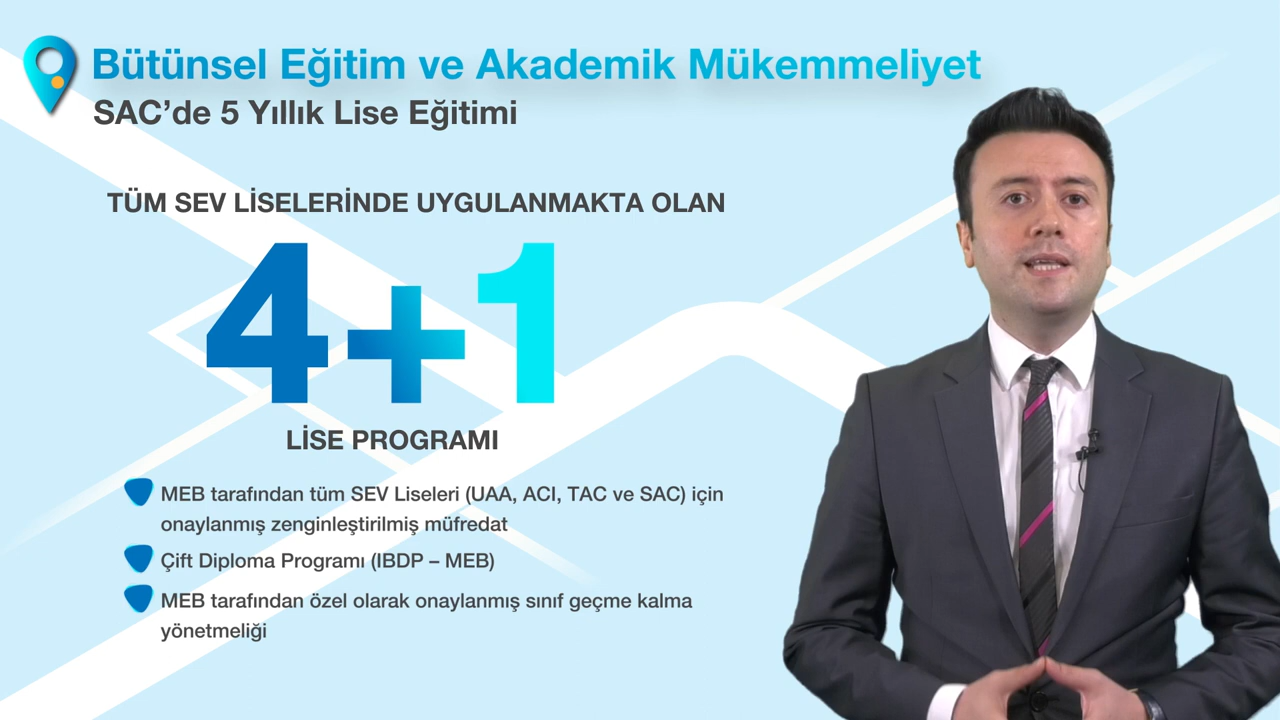 Bütünsel Eğitim ve Akademik Mükemmeliyet
SAC’de 5 Yıllık Lise Eğitimi
TÜM SEV LİSELERİNDE UYGULANMAKTA OLAN
4+1
LİSE PROGRAMI
MEB tarafından tüm SEV Liseleri (UAA, ACI, TAC ve SAC) için
onaylanmış zenginleştirilmiş müfredat
Çift Diploma Programı (IBDP – MEB)
MEB tarafından özel olarak onaylanmış sınıf geçme kalma
yönetmeliği